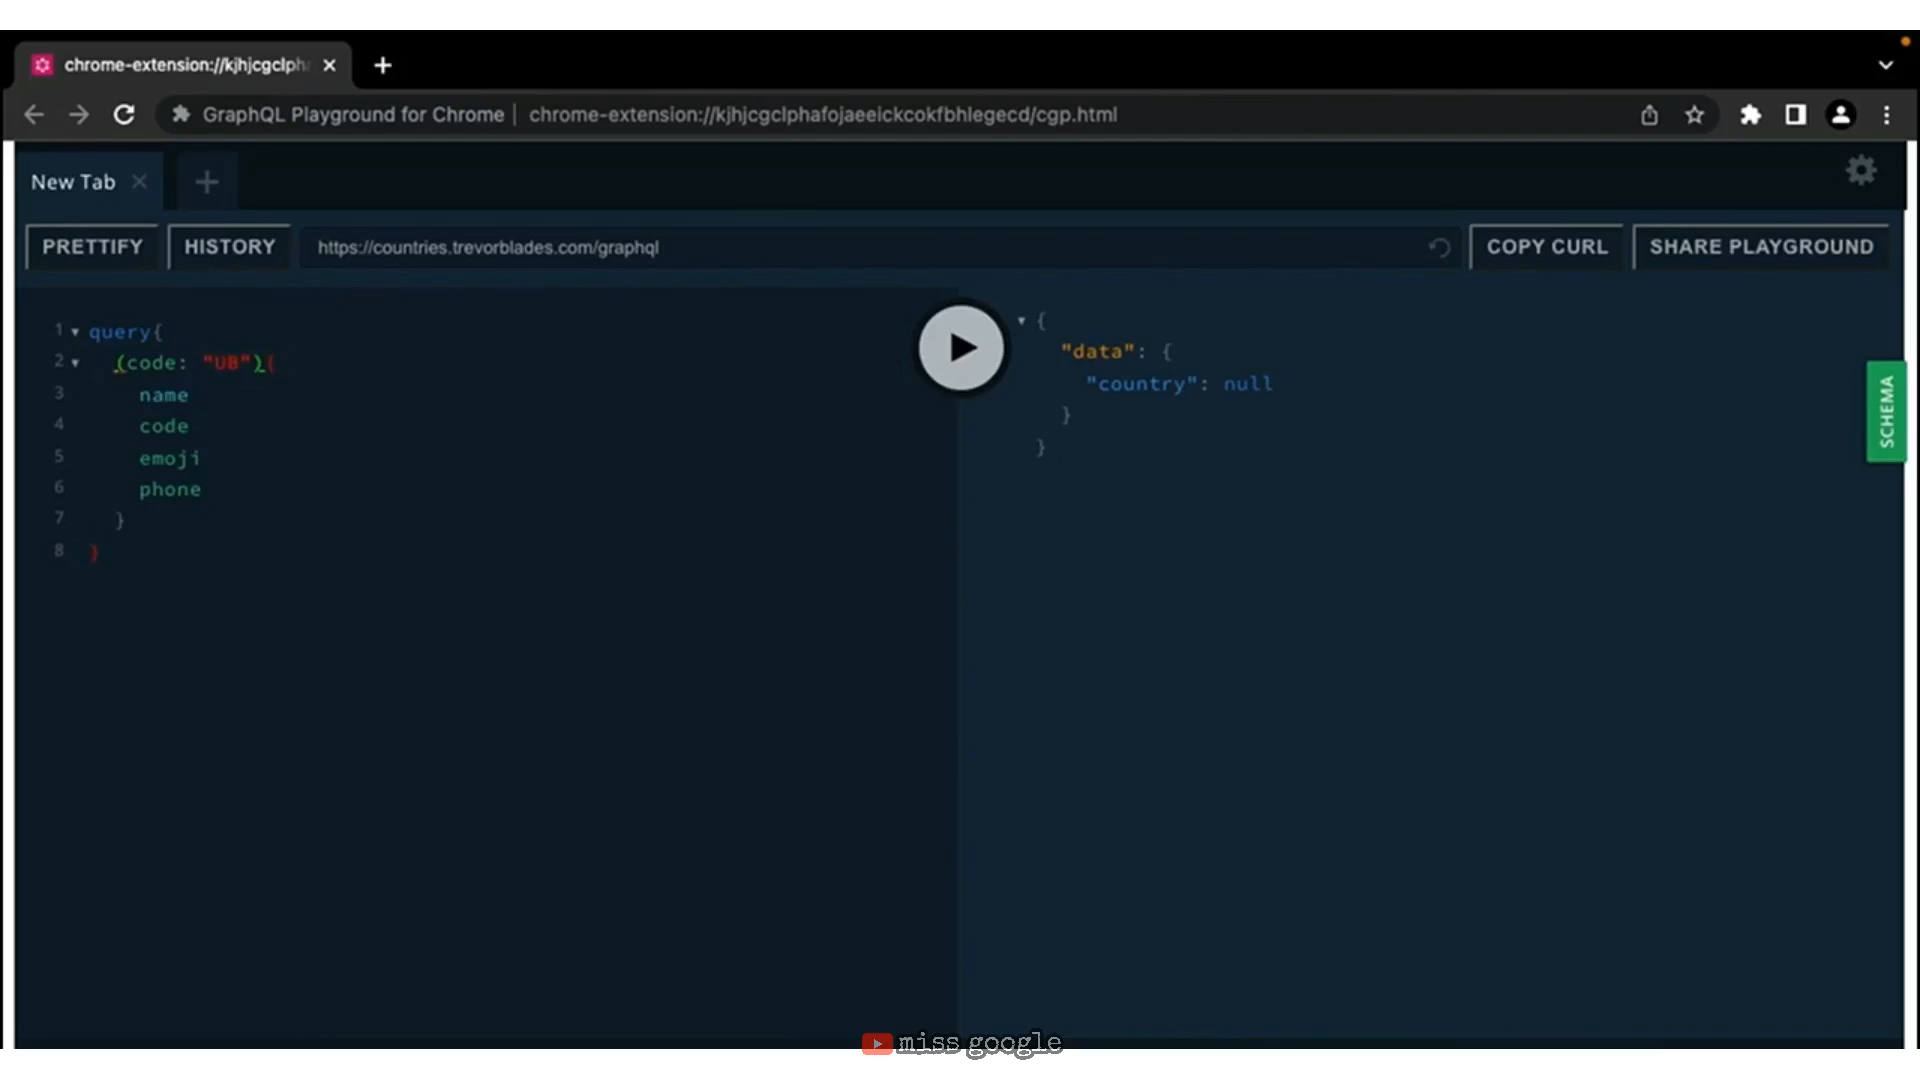 chrome-extension://kjhjcgclph
GraphQL Playground for Chrome | chrome-extension://kjhjcgclphafojaeeickcokfbhlegecd/cgp.html
New Tab
PRETTIFY HISTORY https://countries.trevorblades.com/graphql COPY CURL SHARE PLAYGROUND
1 query{
2 (code: "UB"){
3 name
4 code
5 emoji
6 phone
7 }
8 }
{
"data": {
"country": null
}
}
SCHEMA
miss google